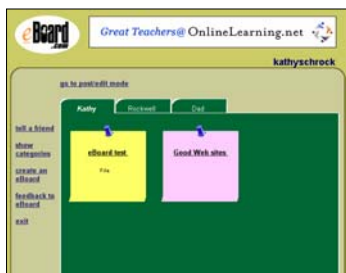 eBoard
.com
Great Teachers@ OnlineLearning.net
kathyschrock
go to post/edit mode
Kathy
Rockwell
Dad
tell a friend
show
categories
create an
eBoard
feedback to
eBoard
exit
eBoard test
File
Good Web sites